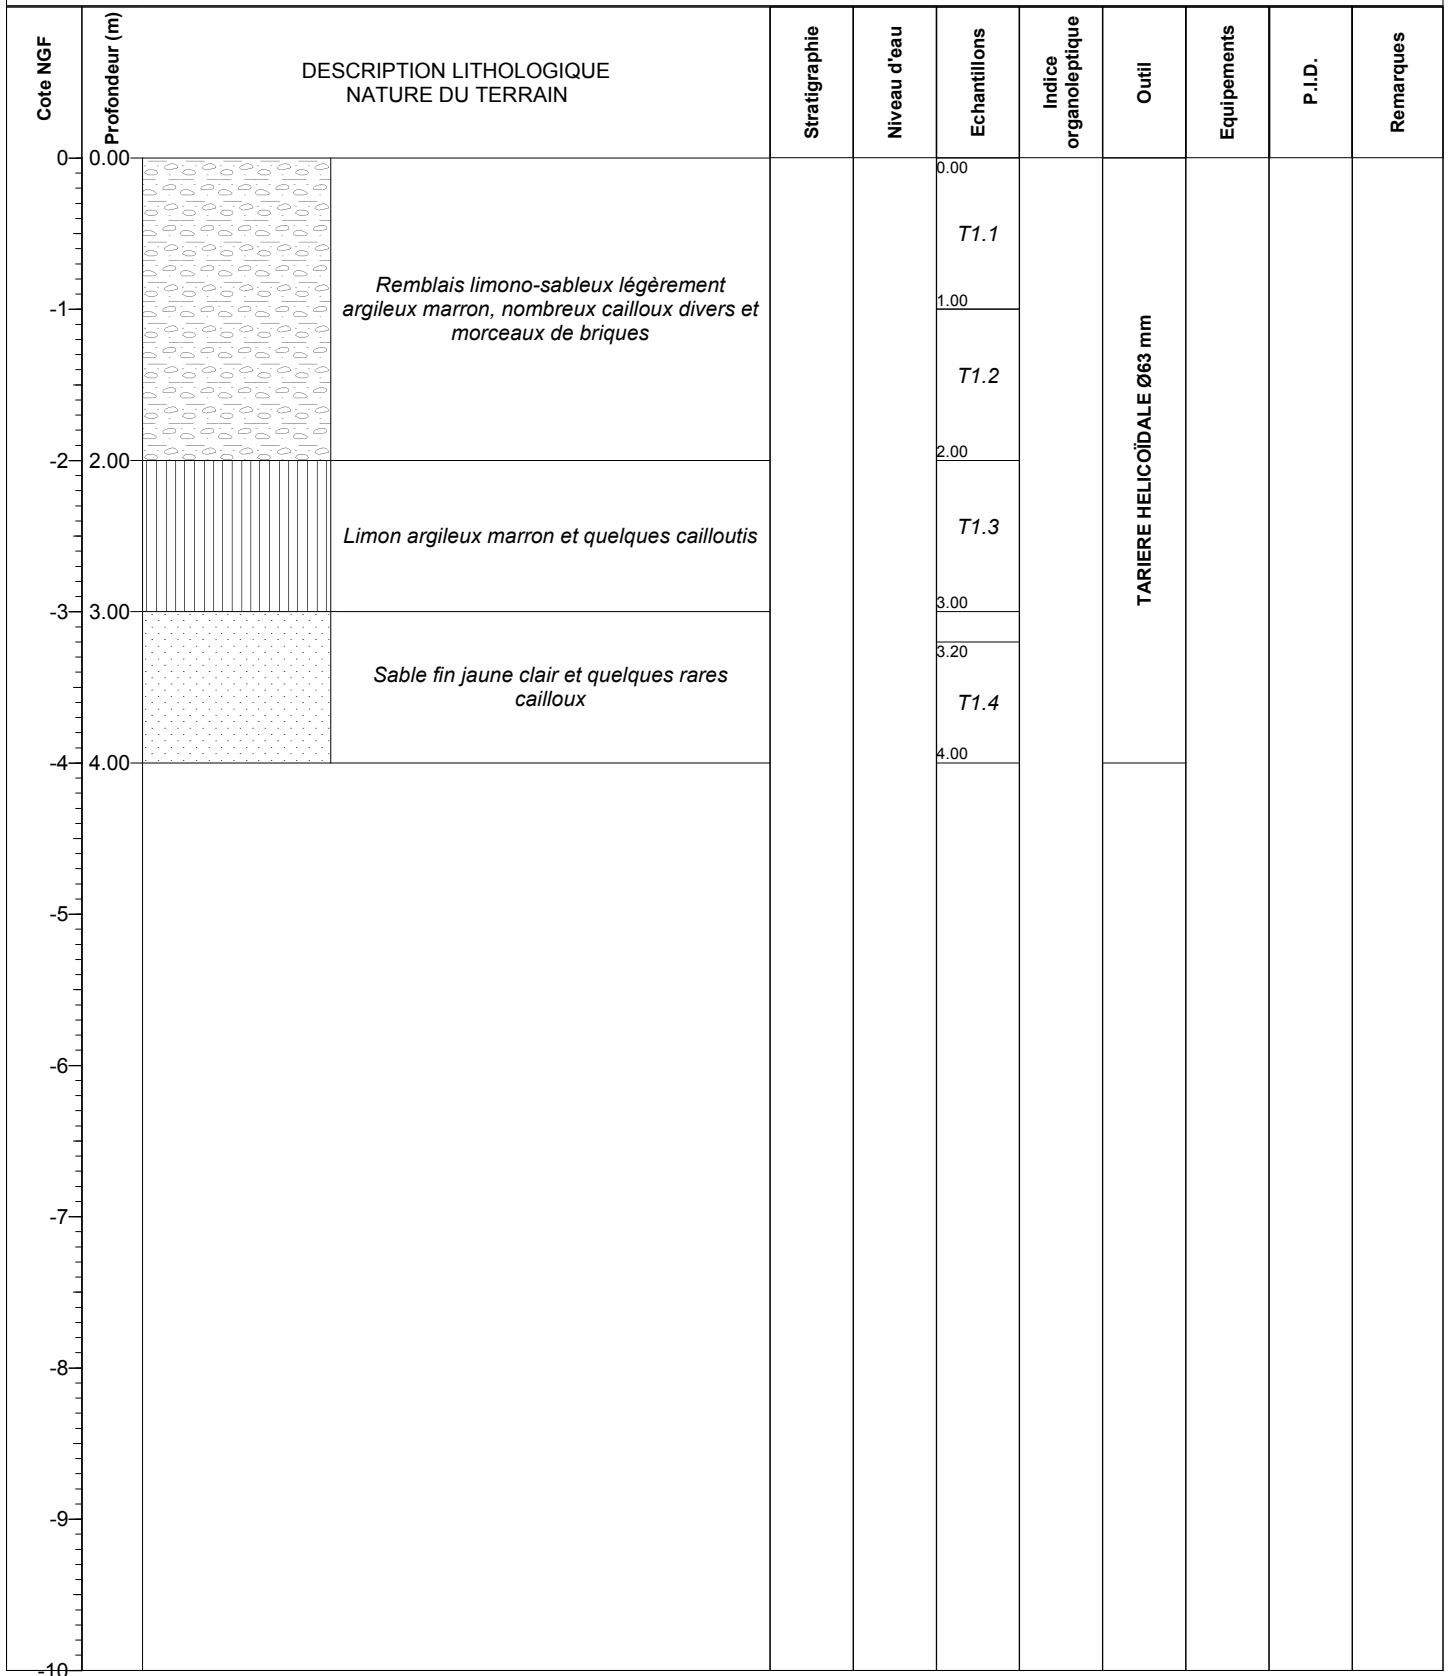 Cote NGF
Profondeur (m)
DESCRIPTION LITHOLOGIQUE
NATURE DU TERRAIN
Stratigraphie
Niveau d'eau
Echantillons
Indice
organoleptique
Outil
Equipements
P.I.D.
Remarques
0
0.00
0.00
T1.1
Remblais limono-sableux légèrement
argileux marron, nombreux cailloux divers et
morceaux de briques
-1
1.00
T1.2
TARIERE HELICOÏDALE Ø63 mm
-2
2.00
2.00
Limon argileux marron et quelques cailloutis
T1.3
-3
3.00
3.00
3.20
Sable fin jaune clair et quelques rares
cailloux
T1.4
-4
4.00
4.00
-5
-6
-7
-8
-9
-10